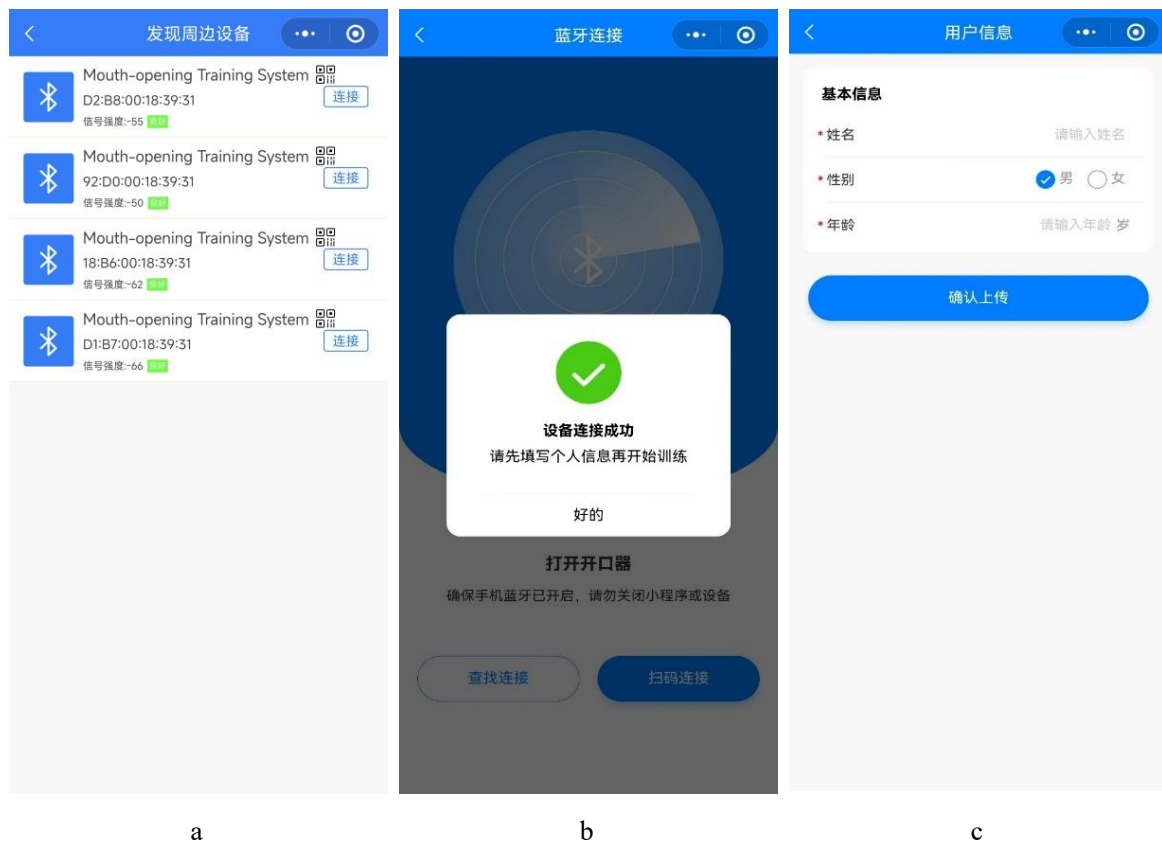 发现周边设备
Mouth-opening Training System
D2:B8:00:18:39:31
连接
信号强度:-55 良好
Mouth-opening Training System
92:D0:00:18:39:31
连接
信号强度:-50 良好
Mouth-opening Training System
18:B6:00:18:39:31
连接
信号强度:-62 良好
Mouth-opening Training System
D1:B7:00:18:39:31
连接
信号强度:-66 良好
a
蓝牙连接
设备连接成功
请先填写个人信息再开始训练
好的
打开开口器
确保手机蓝牙已开启，请勿关闭小程序或设备
查找连接
扫码连接
b
用户信息
基本信息
*姓名
请输入姓名
*性别
男
女
*年龄
请输入年龄 岁
确认上传
c